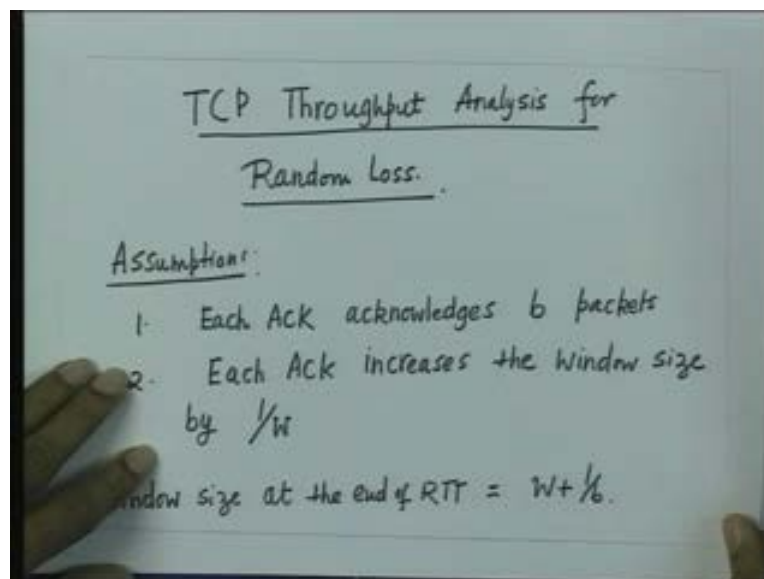 TCP Throughput Analysis for
Random Loss.
Assumptions:
1. Each Ack acknowledges b packets
2. Each Ack increases the window size
by 1/W
ndow size at the end of RTT = W+ 1/b.